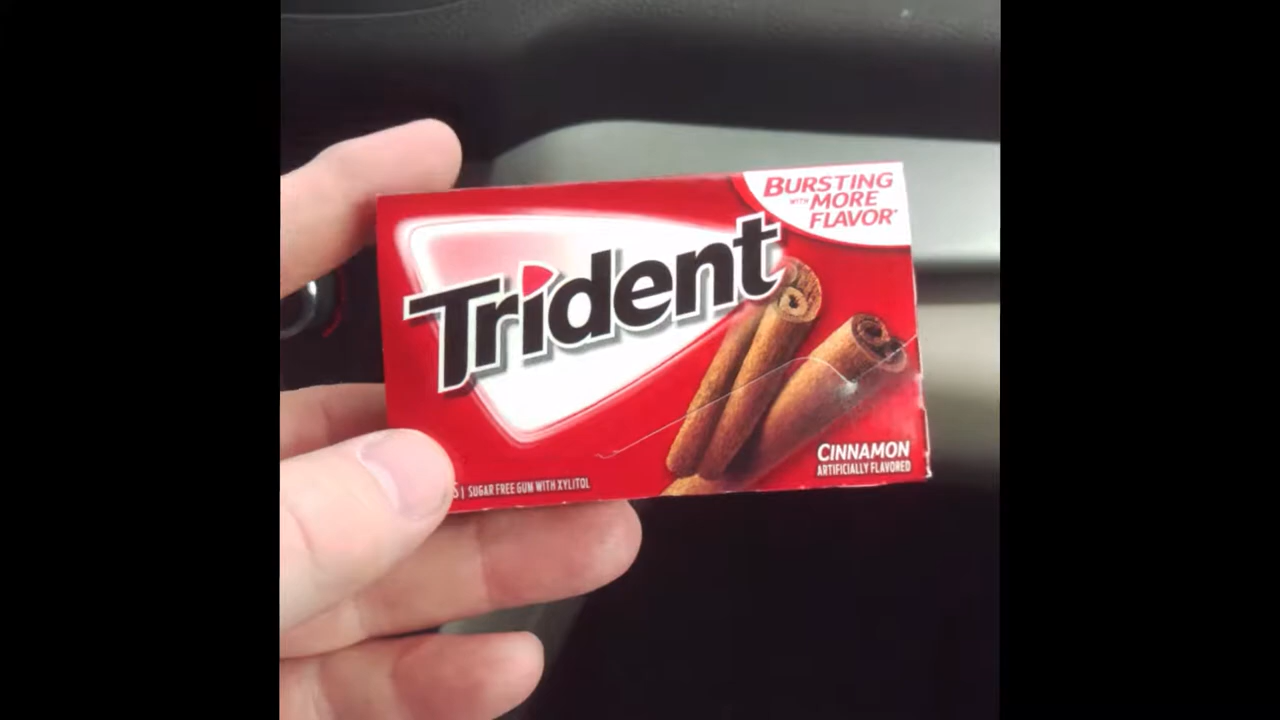 BURSTING
WITH MORE
FLAVOR*
Trident
CINNAMON
ARTIFICIALLY FLAVORED
SUGAR FREE GUM WITH XYLITOL